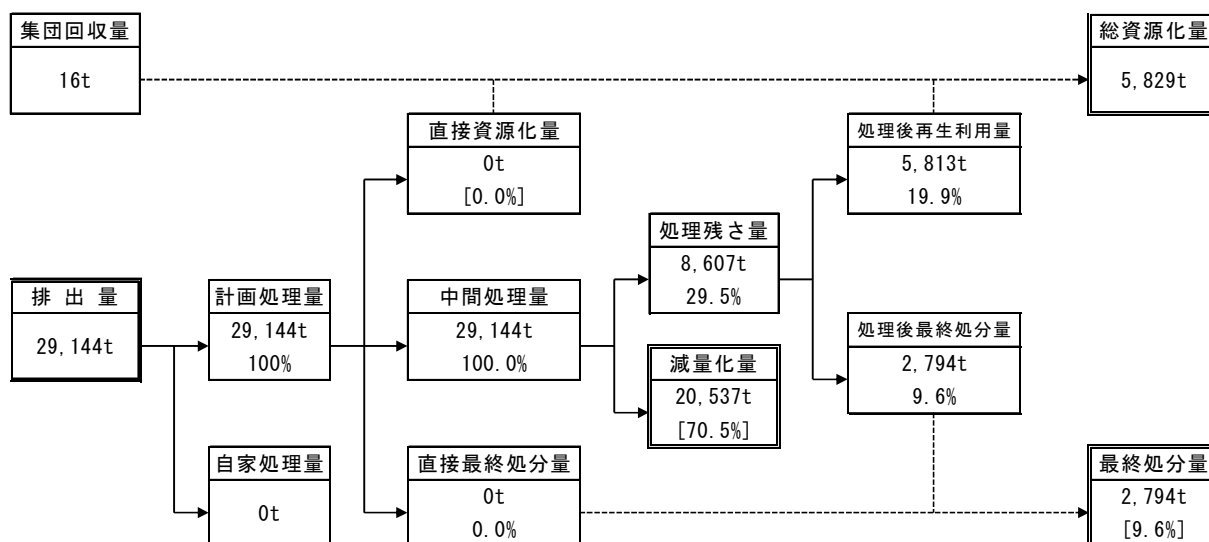 集団回収量
16t
総資源化量
5,829t
直接資源化量
0t
[0.0%]
処理後再生利用量
5,813t
19.9%
処理残さ量
8,607t
29.5%
排出量
29,144t
計画処理量
29,144t
100%
中間処理量
29,144t
100.0%
減量化量
20,537t
[70.5%]
処理後最終処分量
2,794t
9.6%
自家処理量
0t
直接最終処分量
0t
0.0%
最終処分量
2,794t
[9.6%]